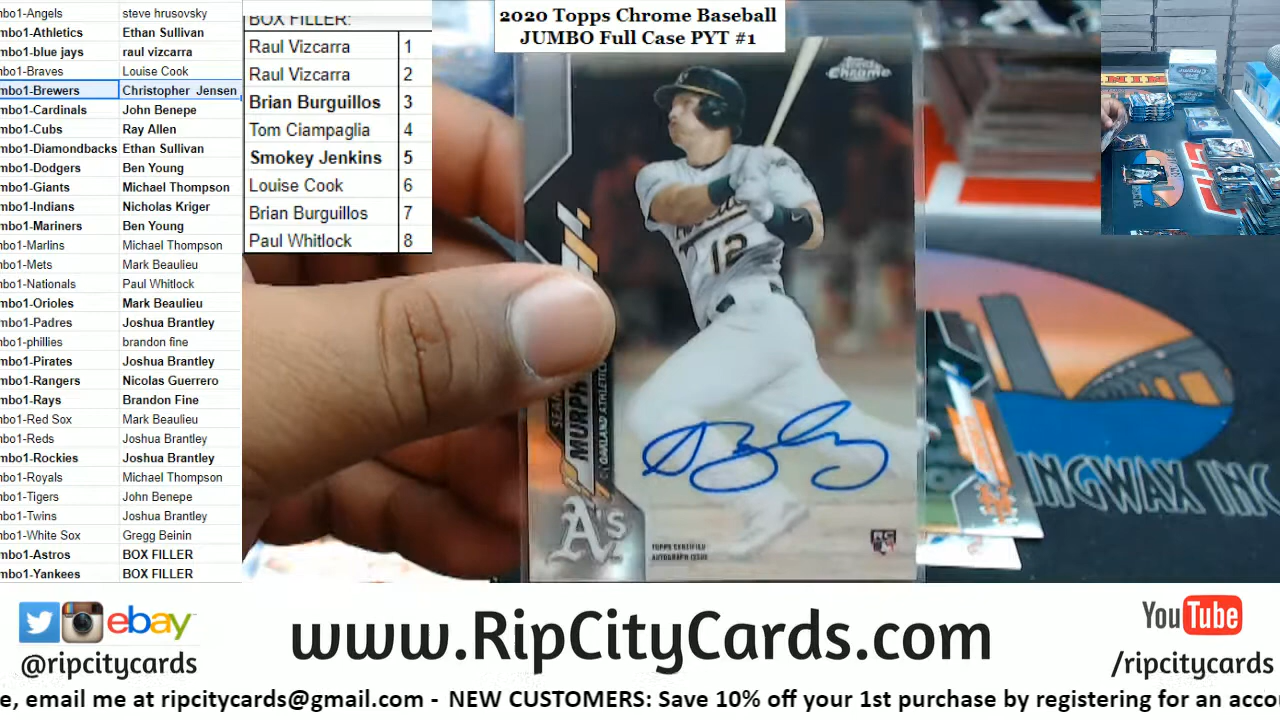 mbo1-Angels steve hrusovsky
mbo1-Athletics Ethan Sullivan
mbo1-blue jays raul vizcarra
mbo1-Braves Louise Cook
mbo1-Brewers Christopher Jensen
mbo1-Cardinals John Benepe
mbo1-Cubs Ray Allen
mbo1-Diamondbacks Ethan Sullivan
mbo1-Dodgers Ben Young
mbo1-Giants Michael Thompson
mbo1-Indians Nicholas Kriger
mbo1-Mariners Ben Young
mbo1-Marlins Michael Thompson
mbo1-Mets Mark Beaulieu
mbo1-Nationals Paul Whitlock
mbo1-Orioles Mark Beaulieu
mbo1-Padres Joshua Brantley
mbo1-phillies brandon fine
mbo1-Pirates Joshua Brantley
mbo1-Rangers Nicolas Guerrero
mbo1-Rays Brandon Fine
mbo1-Red Sox Mark Beaulieu
mbo1-Reds Joshua Brantley
mbo1-Rockies Joshua Brantley
mbo1-Royals Michael Thompson
mbo1-Tigers John Benepe
mbo1-Twins Joshua Brantley
mbo1-White Sox Gregg Beinin
mbo1-Astros BOX FILLER
mbo1-Yankees BOX FILLER
BOX FILLER:
Raul Vizcarra 1
Raul Vizcarra 2
Brian Burguillos 3
Tom Ciampaglia 4
Smokey Jenkins 5
Louise Cook 6
Brian Burguillos 7
Paul Whitlock 8
2020 Topps Chrome Baseball
JUMBO Full Case PYT #1
Topps Chrome
12
OAKLAND ATHLETIC
A's
TOPPS CERTIFIED
AUTOGRAPH ISSUE
RC
INGWAX INC
ebay
@ripcitycards
www.RipCityCards.com
YouTube
/ripcitycards
e, email me at ripcitycards@gmail.com - NEW CUSTOMERS: Save 10% off your 1st purchase by registering for an acco